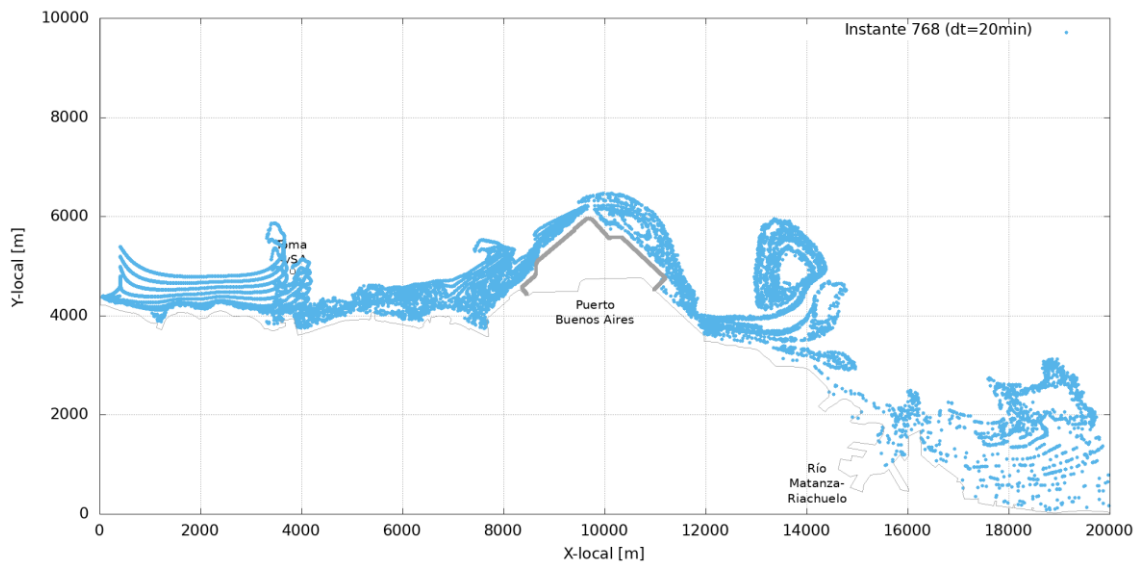 Instante 768 (dt=20min)
10000
8000
6000
4000
2000
0
Y-local [m]
Toma
Puerto
Buenos Aires
Río
Matanza-
Riachuelo
0
2000
4000
6000
8000
10000
12000
14000
16000
18000
20000
X-local [m]